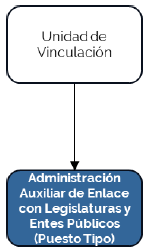 Unidad de
Vinculación
Administración
Auxiliar de Enlace
con Legislaturas y
Entes Públicos
(Puesto Tipo)